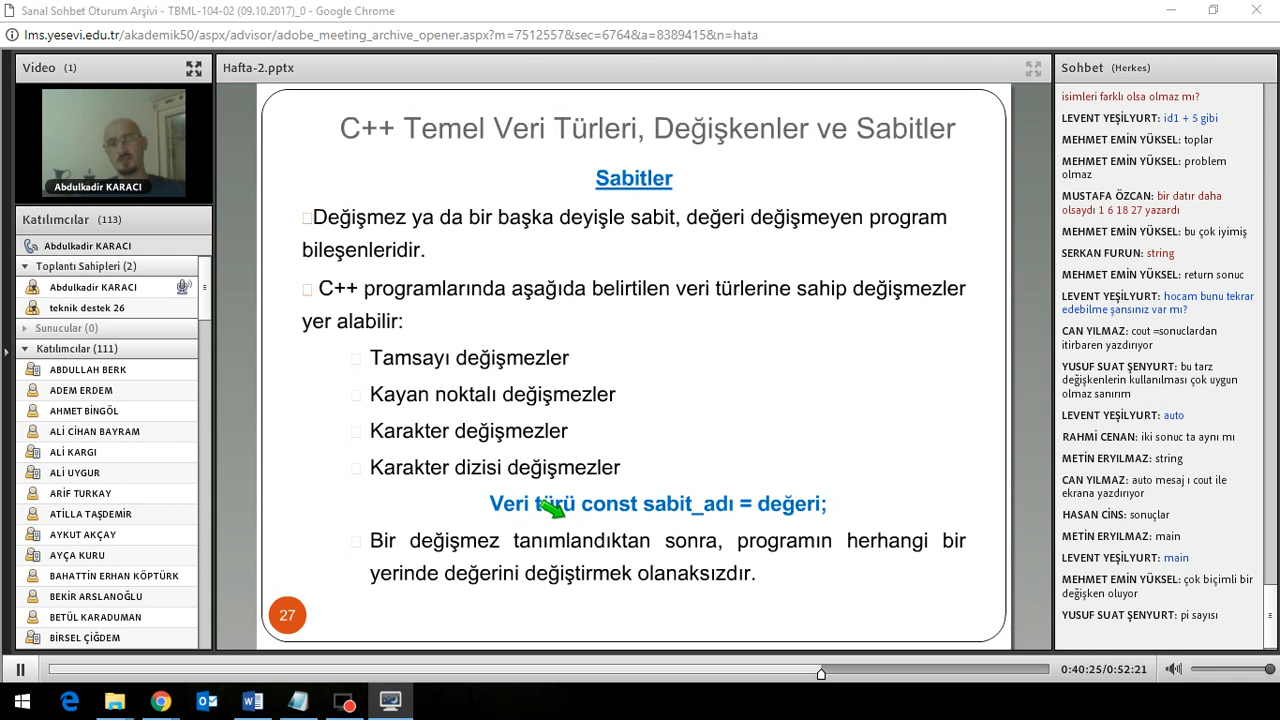 Sanal Sohbet Oturum Arşivi - TBML-104-02 (09.10.2017)_0 - Google Chrome
lms.yesevi.edu.tr/akademik50/aspx/advisor/adobe_meeting_archive_opener.aspx?m=7512557&sec=6764&a=8389415&n=hata
Video (1)
Abdulkadir KARACI
Katılımcılar (113)
Abdulkadir KARACI
Toplantı Sahipleri (2)
Abdulkadir KARACI
teknik destek 26
Sunucular (0)
Katılımcılar (111)
ABDULLAH BERK
ADEM ERDEM
AHMET BİNGÖL
ALİ CİHAN BAYRAM
ALİ KARGI
ALİ UYGUR
ARİF TURKAY
ATİLLA TAŞDEMİR
AYKUT AKÇAY
AYÇA KURU
BAHATTİN ERHAN KÖPTÜRK
BEKİR ARSLANOĞLU
BETÜL KARADUMAN
BİRSEL ÇİĞDEM
Hafta-2.pptx
C++ Temel Veri Türleri, Değişkenler ve Sabitler
Sabitler
Değişmez ya da bir başka deyişle sabit, değeri değişmeyen program
bileşenleridir.
C++ programlarında aşağıda belirtilen veri türlerine sahip değişmezler
yer alabilir:
Tamsayı değişmezler
Kayan noktalı değişmezler
Karakter değişmezler
Karakter dizisi değişmezler
Veri türü const sabit_adı = değeri;
Bir değişmez tanımlandıktan sonra, programın herhangi bir
yerinde değerini değiştirmek olanaksızdır.
27
Sohbet (Herkes)
isimleri farklı olsa olmaz mı?
LEVENT YEŞİLYURT: id1 + 5 gibi
MEHMET EMİN YÜKSEL: toplar
MEHMET EMİN YÜKSEL: problem
olmaz
MUSTAFA ÖZCAN: bir datır daha
olsaydı 1 6 18 27 yazardı
MEHMET EMİN YÜKSEL: bu çok iyimiş
SERKAN FURUN: string
MEHMET EMİN YÜKSEL: return sonuc
LEVENT YEŞİLYURT: hocam bunu tekrar
edebilme şansınız var mı?
CAN YILMAZ: cout =sonuclardan
itirbaren yazdırıyor
YUSUF SUAT ŞENYURT: bu tarz
değişkenlerin kullanılması çok uygun
olmaz sanırım
LEVENT YEŞİLYURT: auto
RAHMİ CENAN: iki sonuc ta aynı mı
METİN ERYILMAZ: string
CAN YILMAZ: auto mesaj ı cout ile
ekrana yazdırıyor
HASAN CİNS: sonuçlar
METİN ERYILMAZ: main
LEVENT YEŞİLYURT: main
MEHMET EMİN YÜKSEL: çok biçimli bir
değişken oluyor
YUSUF SUAT ŞENYURT: pi sayısı
0:40:25/0:52:21